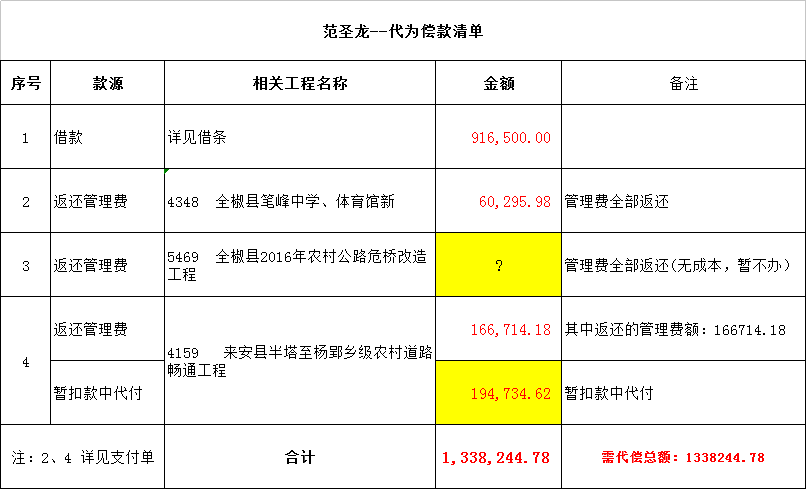 范圣龙--代为偿款清单
序号 款源 相关工程名称 金额 备注
1 借款 详见借条 916,500.00
2 返还管理费 4348 全椒县笔峰中学、体育馆新 60,295.98 管理费全部返还
3 返还管理费 5469 全椒县2016年农村公路危桥改造 ? 管理费全部返还(无成本，暂不办)
工程
4 返还管理费 4159 来安县半塔至杨郢乡级农村道路 166,714.18 其中返还的管理费额：166714.18
畅通工程
暂扣款中代付 194,734.62 暂扣款中代付
注：2、4 详见支付单 合计 1,338,244.78 需代偿总额：1338244.78